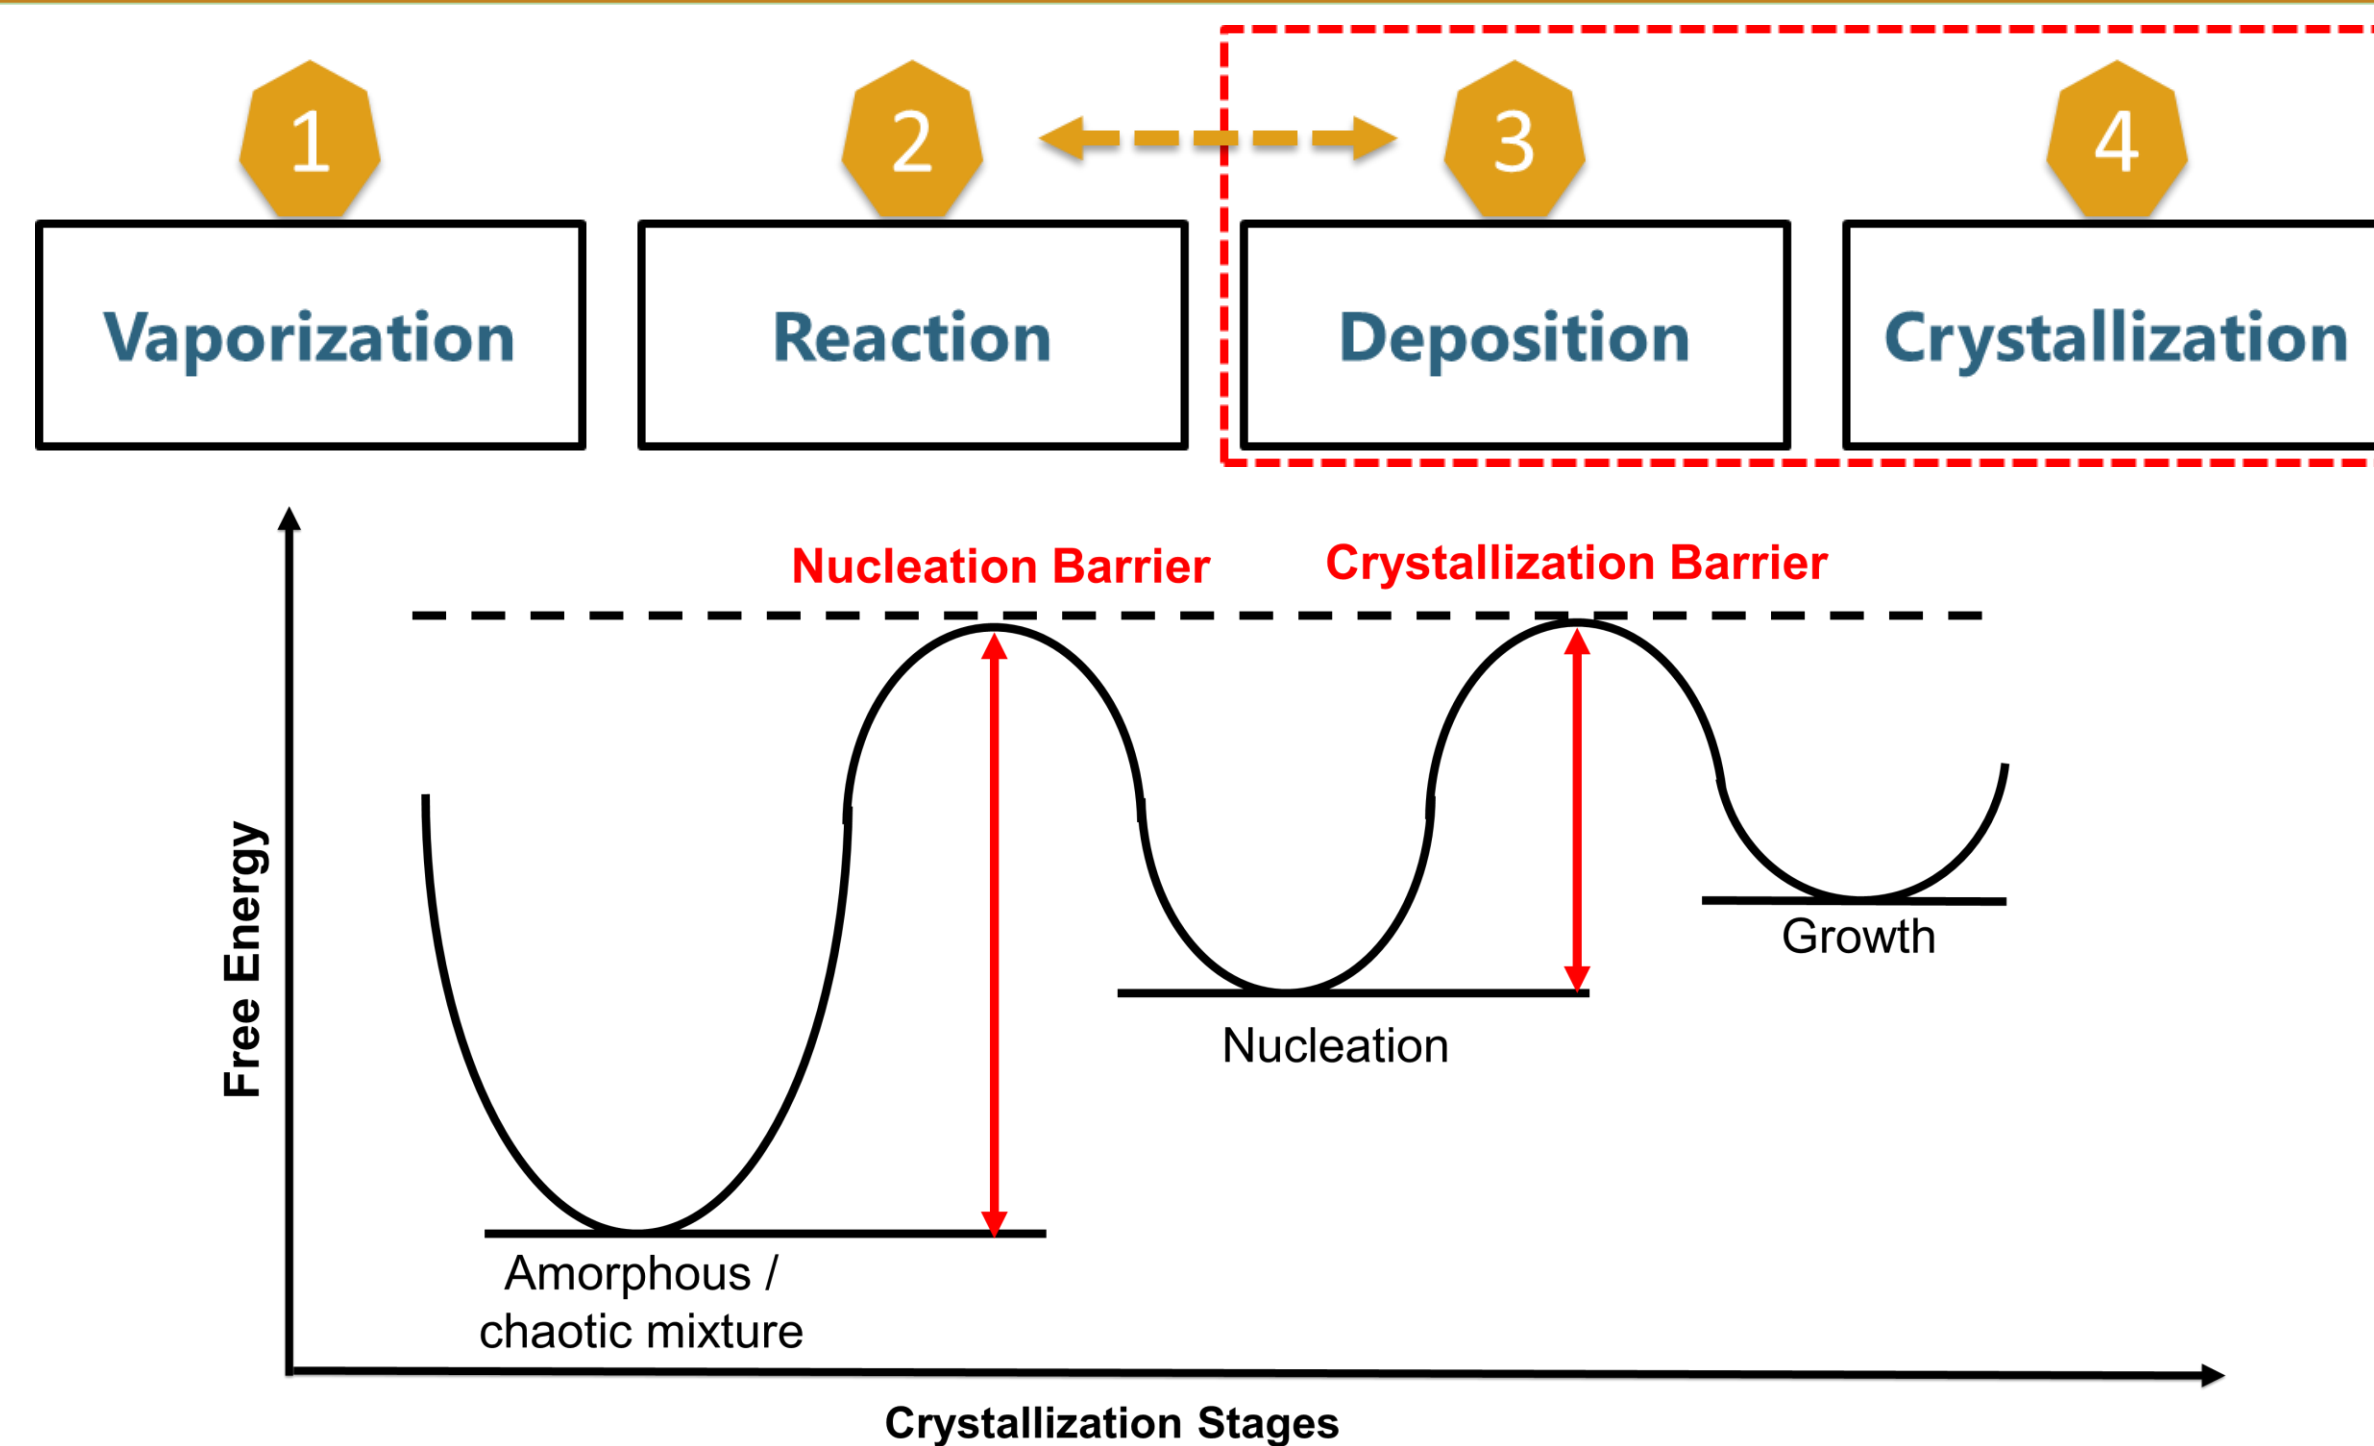 1
2
3
4
Vaporization
Reaction
Deposition
Crystallization
Nucleation Barrier
Crystallization Barrier
Free Energy
Growth
Nucleation
Amorphous /
chaotic mixture
Crystallization Stages